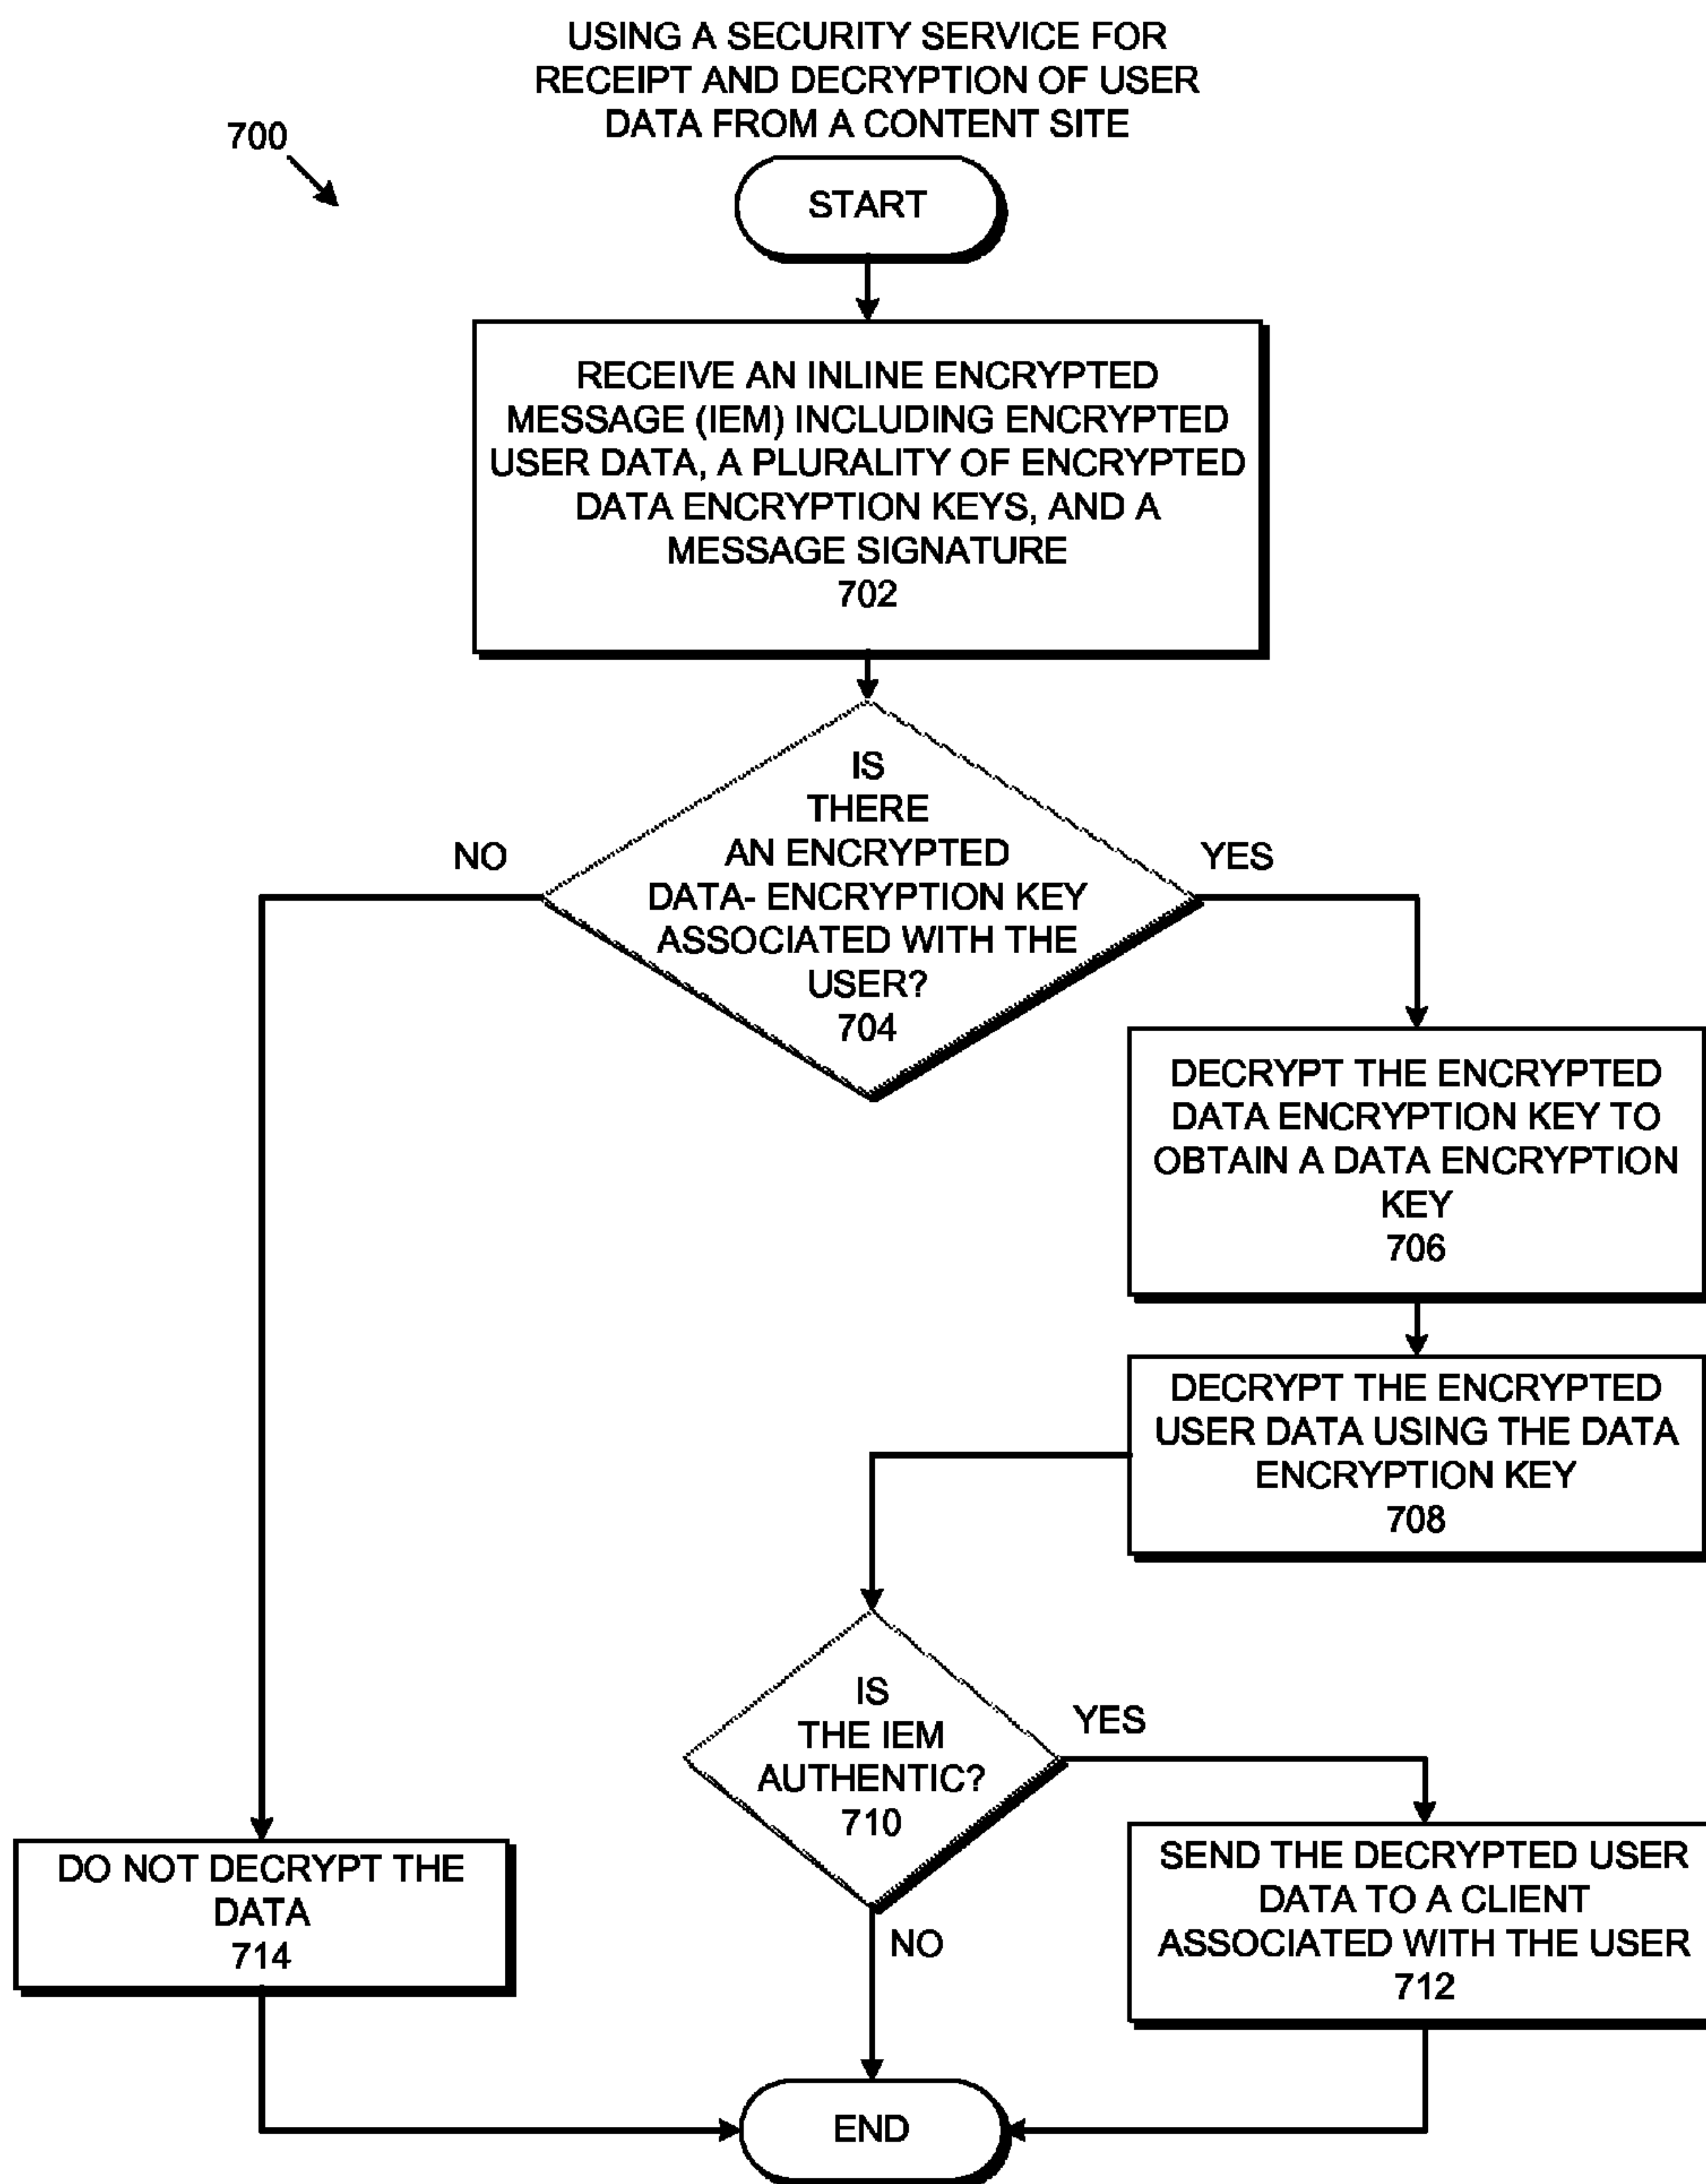 USING A SECURITY SERVICE FOR
RECEIPT AND DECRYPTION OF USER
DATA FROM A CONTENT SITE
700
START
RECEIVE AN INLINE ENCRYPTED
MESSAGE (IEM) INCLUDING ENCRYPTED
USER DATA, A PLURALITY OF ENCRYPTED
DATA ENCRYPTION KEYS, AND A
MESSAGE SIGNATURE
702
IS
THERE
AN ENCRYPTED
DATA- ENCRYPTION KEY
ASSOCIATED WITH THE
USER?
704
NO
YES
DECRYPT THE ENCRYPTED
DATA ENCRYPTION KEY TO
OBTAIN A DATA ENCRYPTION
KEY
706
DECRYPT THE ENCRYPTED
USER DATA USING THE DATA
ENCRYPTION KEY
708
IS
THE IEM
AUTHENTIC?
710
YES
NO
DO NOT DECRYPT THE
DATA
714
SEND THE DECRYPTED USER
DATA TO A CLIENT
ASSOCIATED WITH THE USER
712
END